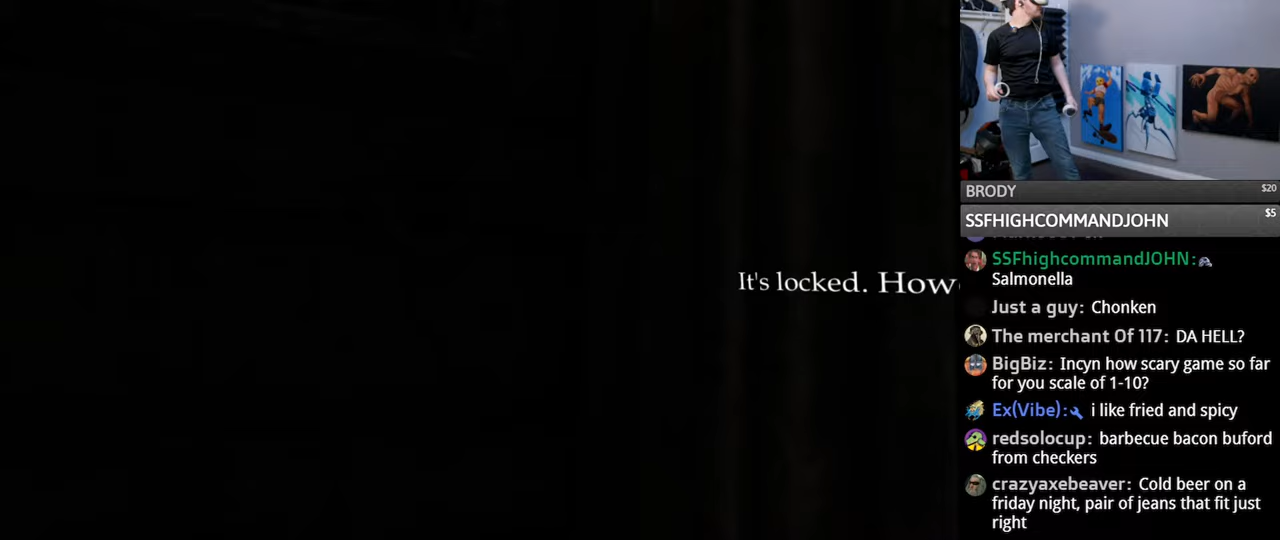 It's locked. How
BRODY $20
SSFHIGHCOMMANDJOHN $5
SSFhighcommandJOHN:
Salmonella
Just a guy: Chonken
The merchant Of 117: DA HELL?
BigBiz: Incyn how scary game so far
for you scale of 1-10?
Ex(Vibe): i like fried and spicy
redsolocup: barbecue bacon buford
from checkers
crazyaxebeaver: Cold beer on a
friday night, pair of jeans that fit just
right